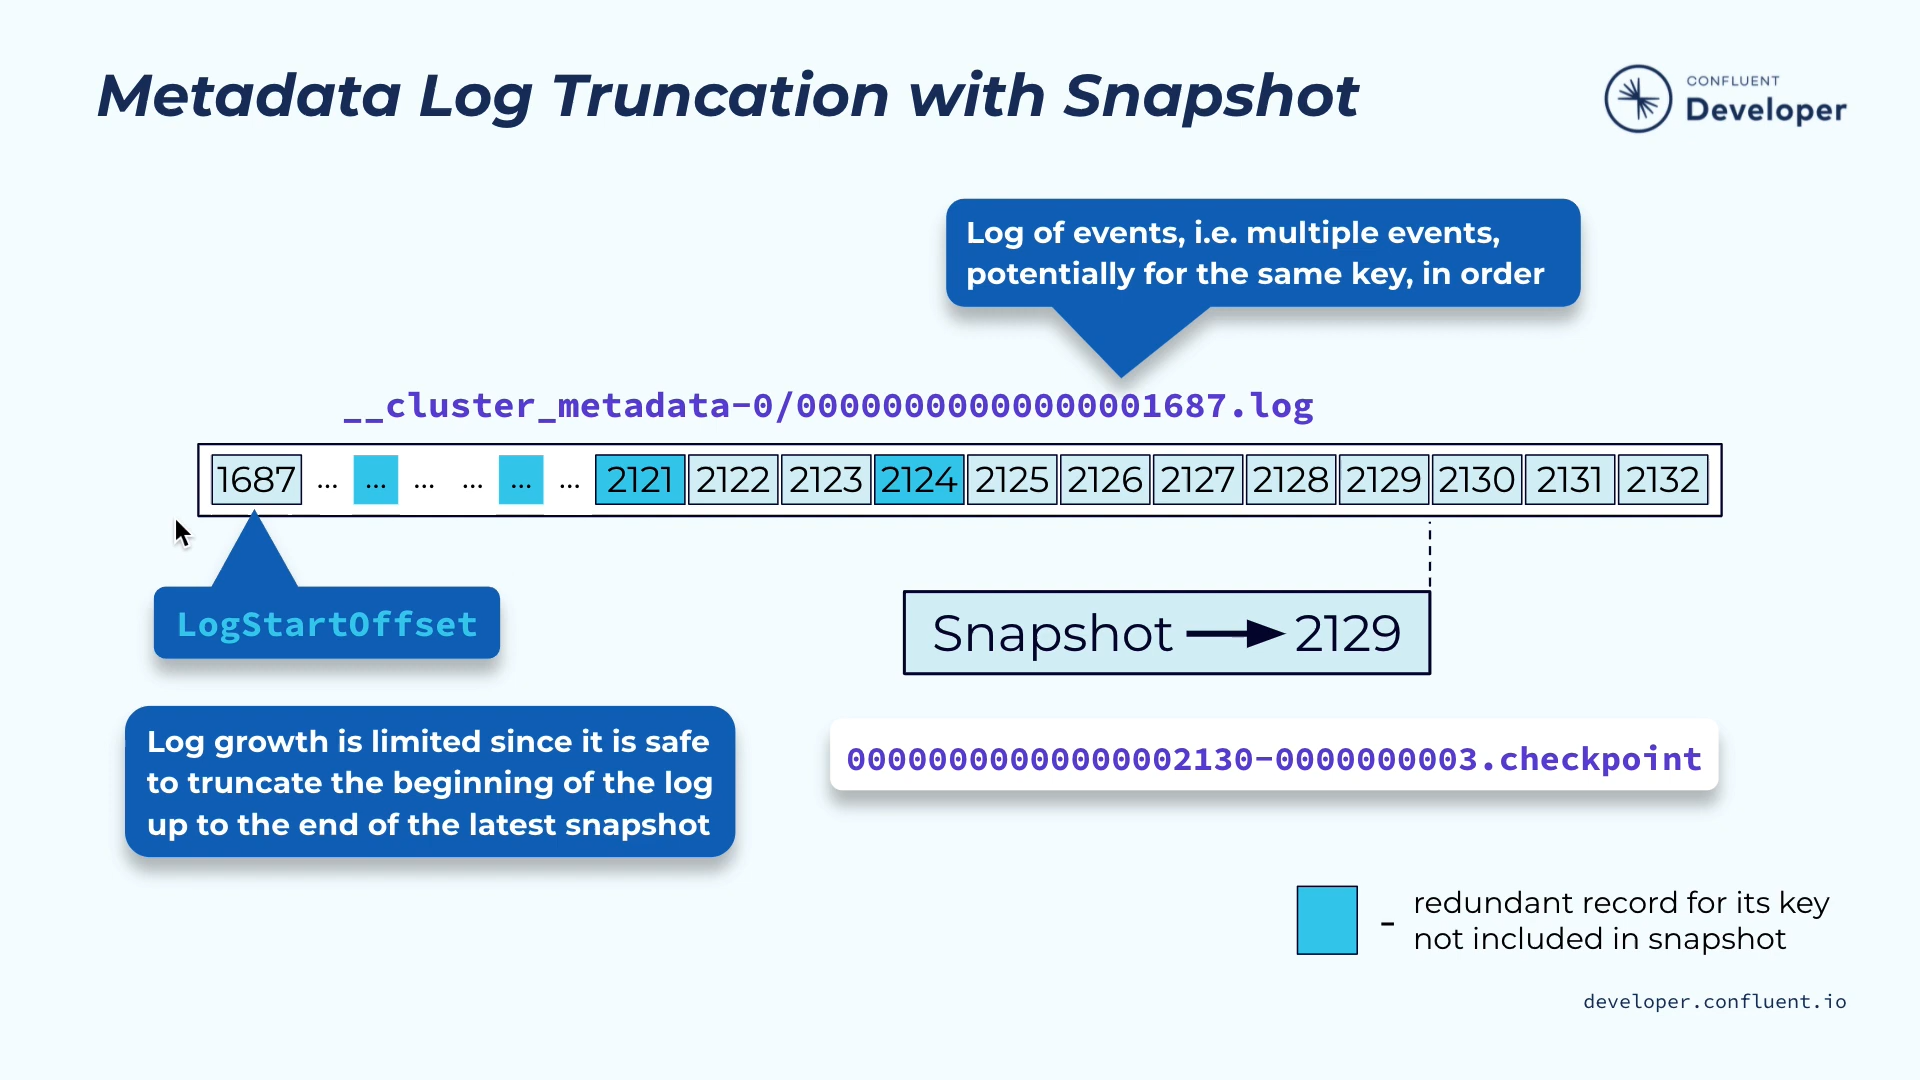 Metadata Log Truncation with Snapshot
CONFLUENT
Developer
Log of events, i.e. multiple events,
potentially for the same key, in order
__cluster_metadata-0/00000000000000001687.log
1687 ... ... ... ... ... ... 2121 2122 2123 2124 2125 2126 2127 2128 2129 2130 2131 2132
LogStartOffset
Snapshot → 2129
Log growth is limited since it is safe
to truncate the beginning of the log
up to the end of the latest snapshot
00000000000000002130-0000000003.checkpoint
- redundant record for its key
not included in snapshot
developer.confluent.io